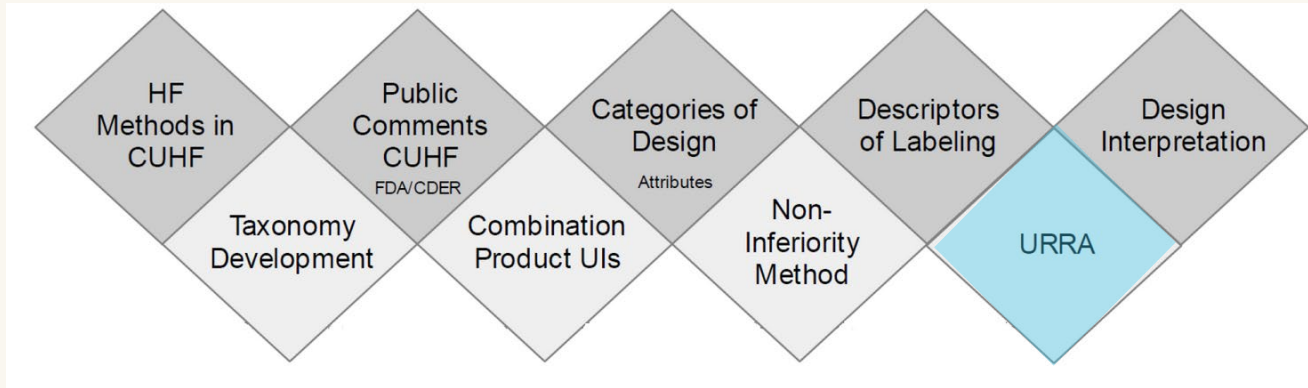 HF
Methods in
CUHF
Public
Comments
CUHF
FDA/CDER
Categories of
Design
Attributes
Descriptors
of Labeling
Design
Interpretation
Taxonomy
Development
Combination
Product UIs
Non-
Inferiority
Method
URRA